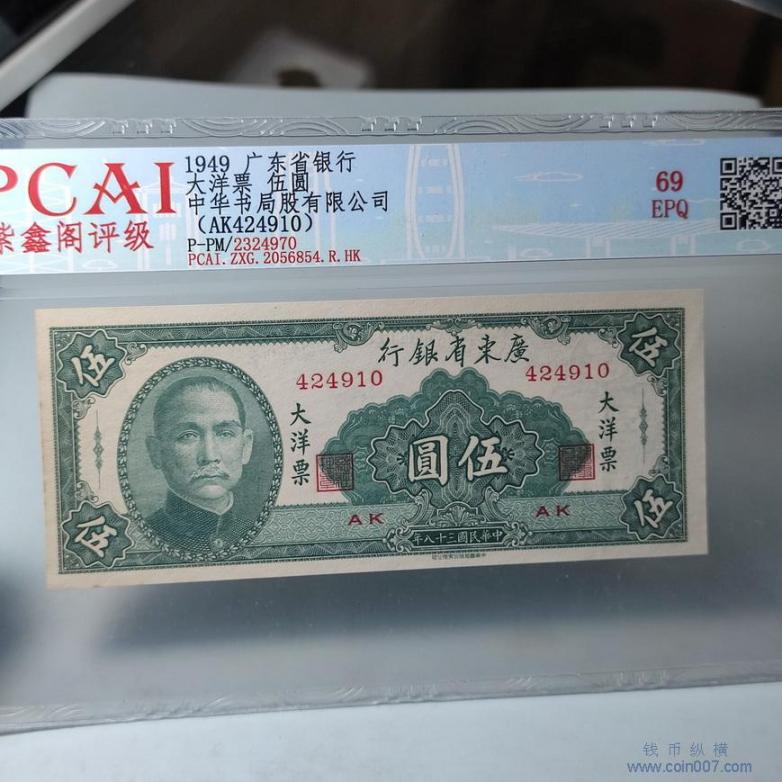 PCAI
紫鑫阁评级
1949 广东省银行
大洋票 伍圆
中华书局股有限公司
(AK424910)
P-PM/2324970
PCAI.ZXG.2056854.R.HK
69
EPQ
伍
伍
行銀省東廣
424910
424910
大洋票
大洋票
圓伍
AK
AK
伍
伍
年八十三國民華中
钱币纵横
www.coin007.com